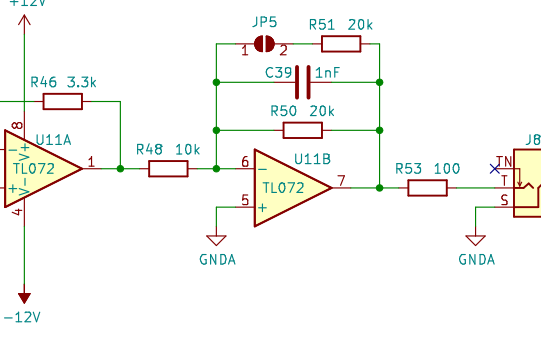 +12V
JP5
R51 20k
1
2
C39 1nF
R46 3.3k
R50 20k
8
U11A
V+
TL072
V-
1
4
R48 10k
6
U11B
TL072
7
5
R53 100
J8
TN
T
S
GNDA
GNDA
-12V